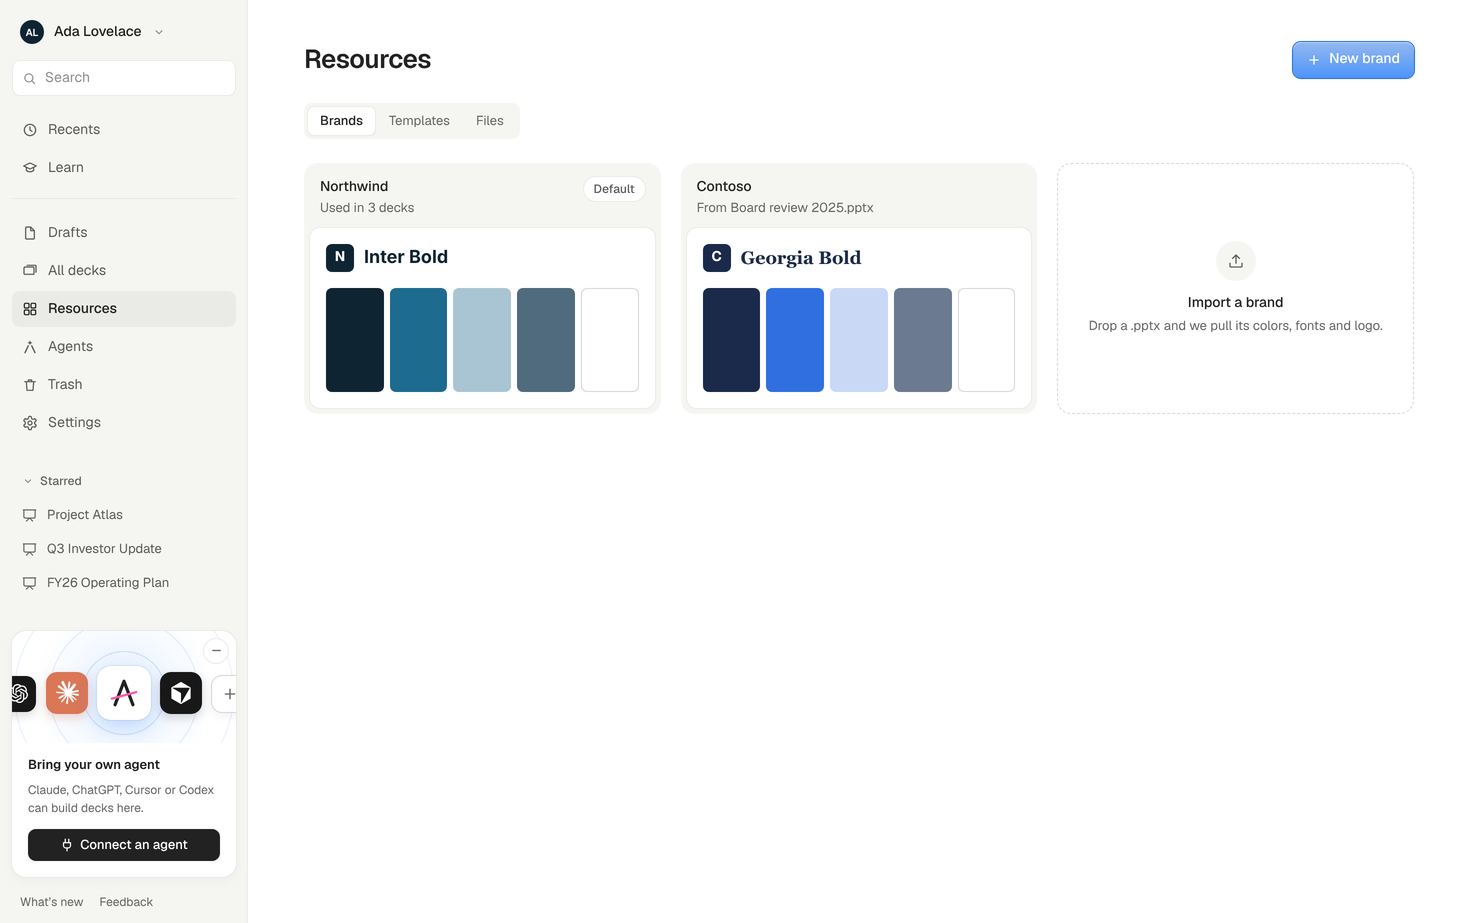 AL Ada Lovelace
Search
Recents
Learn
Drafts
All decks
Resources
Agents
Trash
Settings
Starred
Project Atlas
Q3 Investor Update
FY26 Operating Plan
Bring your own agent
Claude, ChatGPT, Cursor or Codex
can build decks here.
Connect an agent
What's new Feedback
Resources
New brand
Brands Templates Files
Northwind
Default
Used in 3 decks
N Inter Bold
Contoso
From Board review 2025.pptx
C Georgia Bold
Import a brand
Drop a .pptx and we pull its colors, fonts and logo.